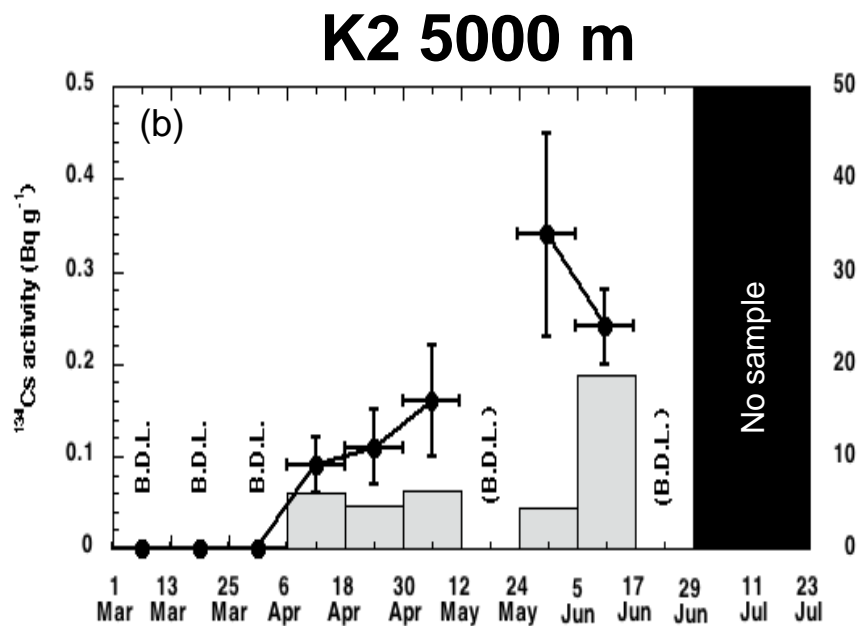 K2 5000 m
(b)
0.5
0.4
0.3
0.2
0.1
0
¹³⁴Cs activity (Bq g⁻¹)
50
40
30
20
10
0
B.D.L.
B.D.L.
B.D.L.
(B.D.L.)
(B.D.L.)
No sample
1 13 25 6 18 30 12 24 5 17 29 11 23
Mar Mar Mar Apr Apr Apr May May Jun Jun Jun Jul Jul